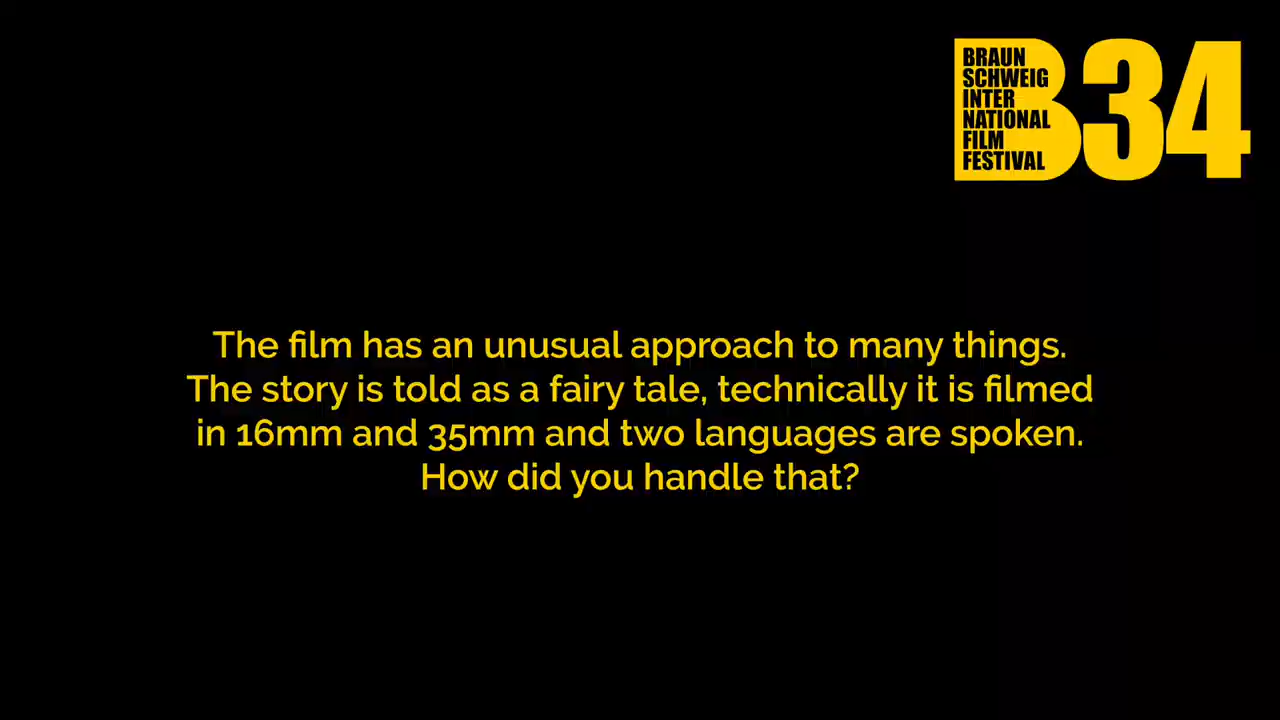 BRAUN
SCHWEIG
INTER
NATIONAL
FILM
FESTIVAL
B34
The film has an unusual approach to many things.
The story is told as a fairy tale, technically it is filmed
in 16mm and 35mm and two languages are spoken.
How did you handle that?